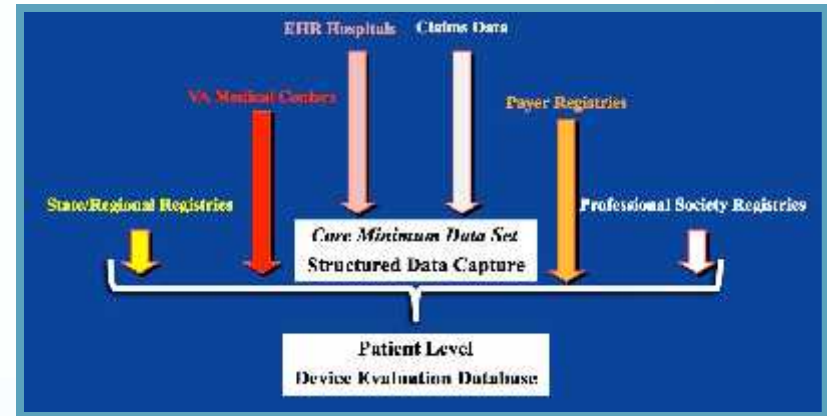 EHR Hospitals Claims Data
VA Medical Centers
Payer Registries
State/Regional Registries
Professional Society Registries
Core Minimum Data Set
Structured Data Capture
Patient Level
Device Evaluation Database